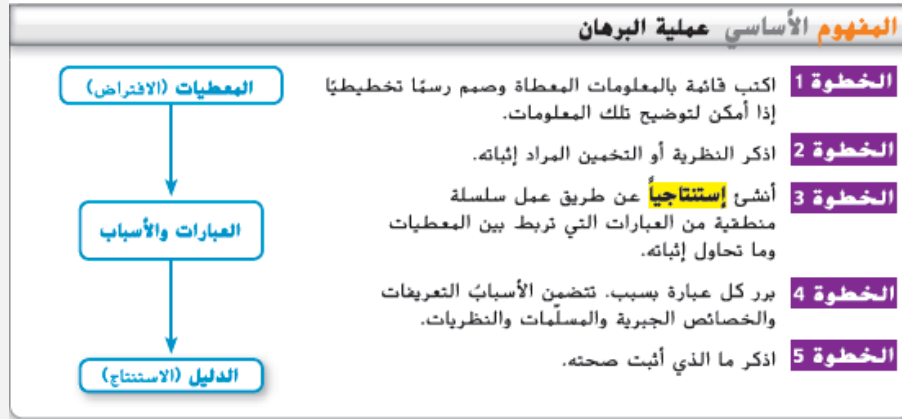 المفهوم الأساسي عملية البرهان
الخطوة 1 اكتب قائمة بالمعلومات المعطاة وصمم رسمًا تخطيطيًا
إذا أمكن لتوضيح تلك المعلومات.
الخطوة 2 اذكر النظرية أو التخمين المراد إثباته.
الخطوة 3 أنشئ إستنتاجياً عن طريق عمل سلسلة
منطقية من العبارات التي تربط بين المعطيات
وما تحاول إثباته.
الخطوة 4 برر كل عبارة بسبب. تتضمن الأسبابُ التعريفات
والخصائص الجبرية والمسلّمات والنظريات.
الخطوة 5 اذكر ما الذي أثبت صحته.
المعطيات (الافتراض)
العبارات والأسباب
الدليل (الاستنتاج)